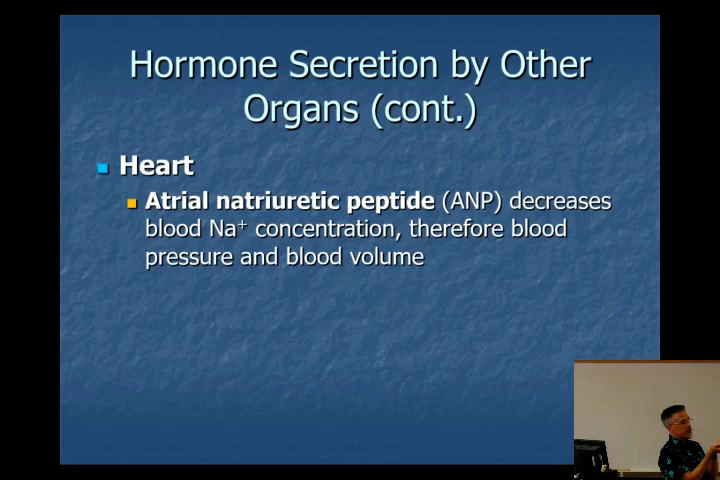 Hormone Secretion by Other
Organs (cont.)
Heart
Atrial natriuretic peptide (ANP) decreases
blood Na⁺ concentration, therefore blood
pressure and blood volume